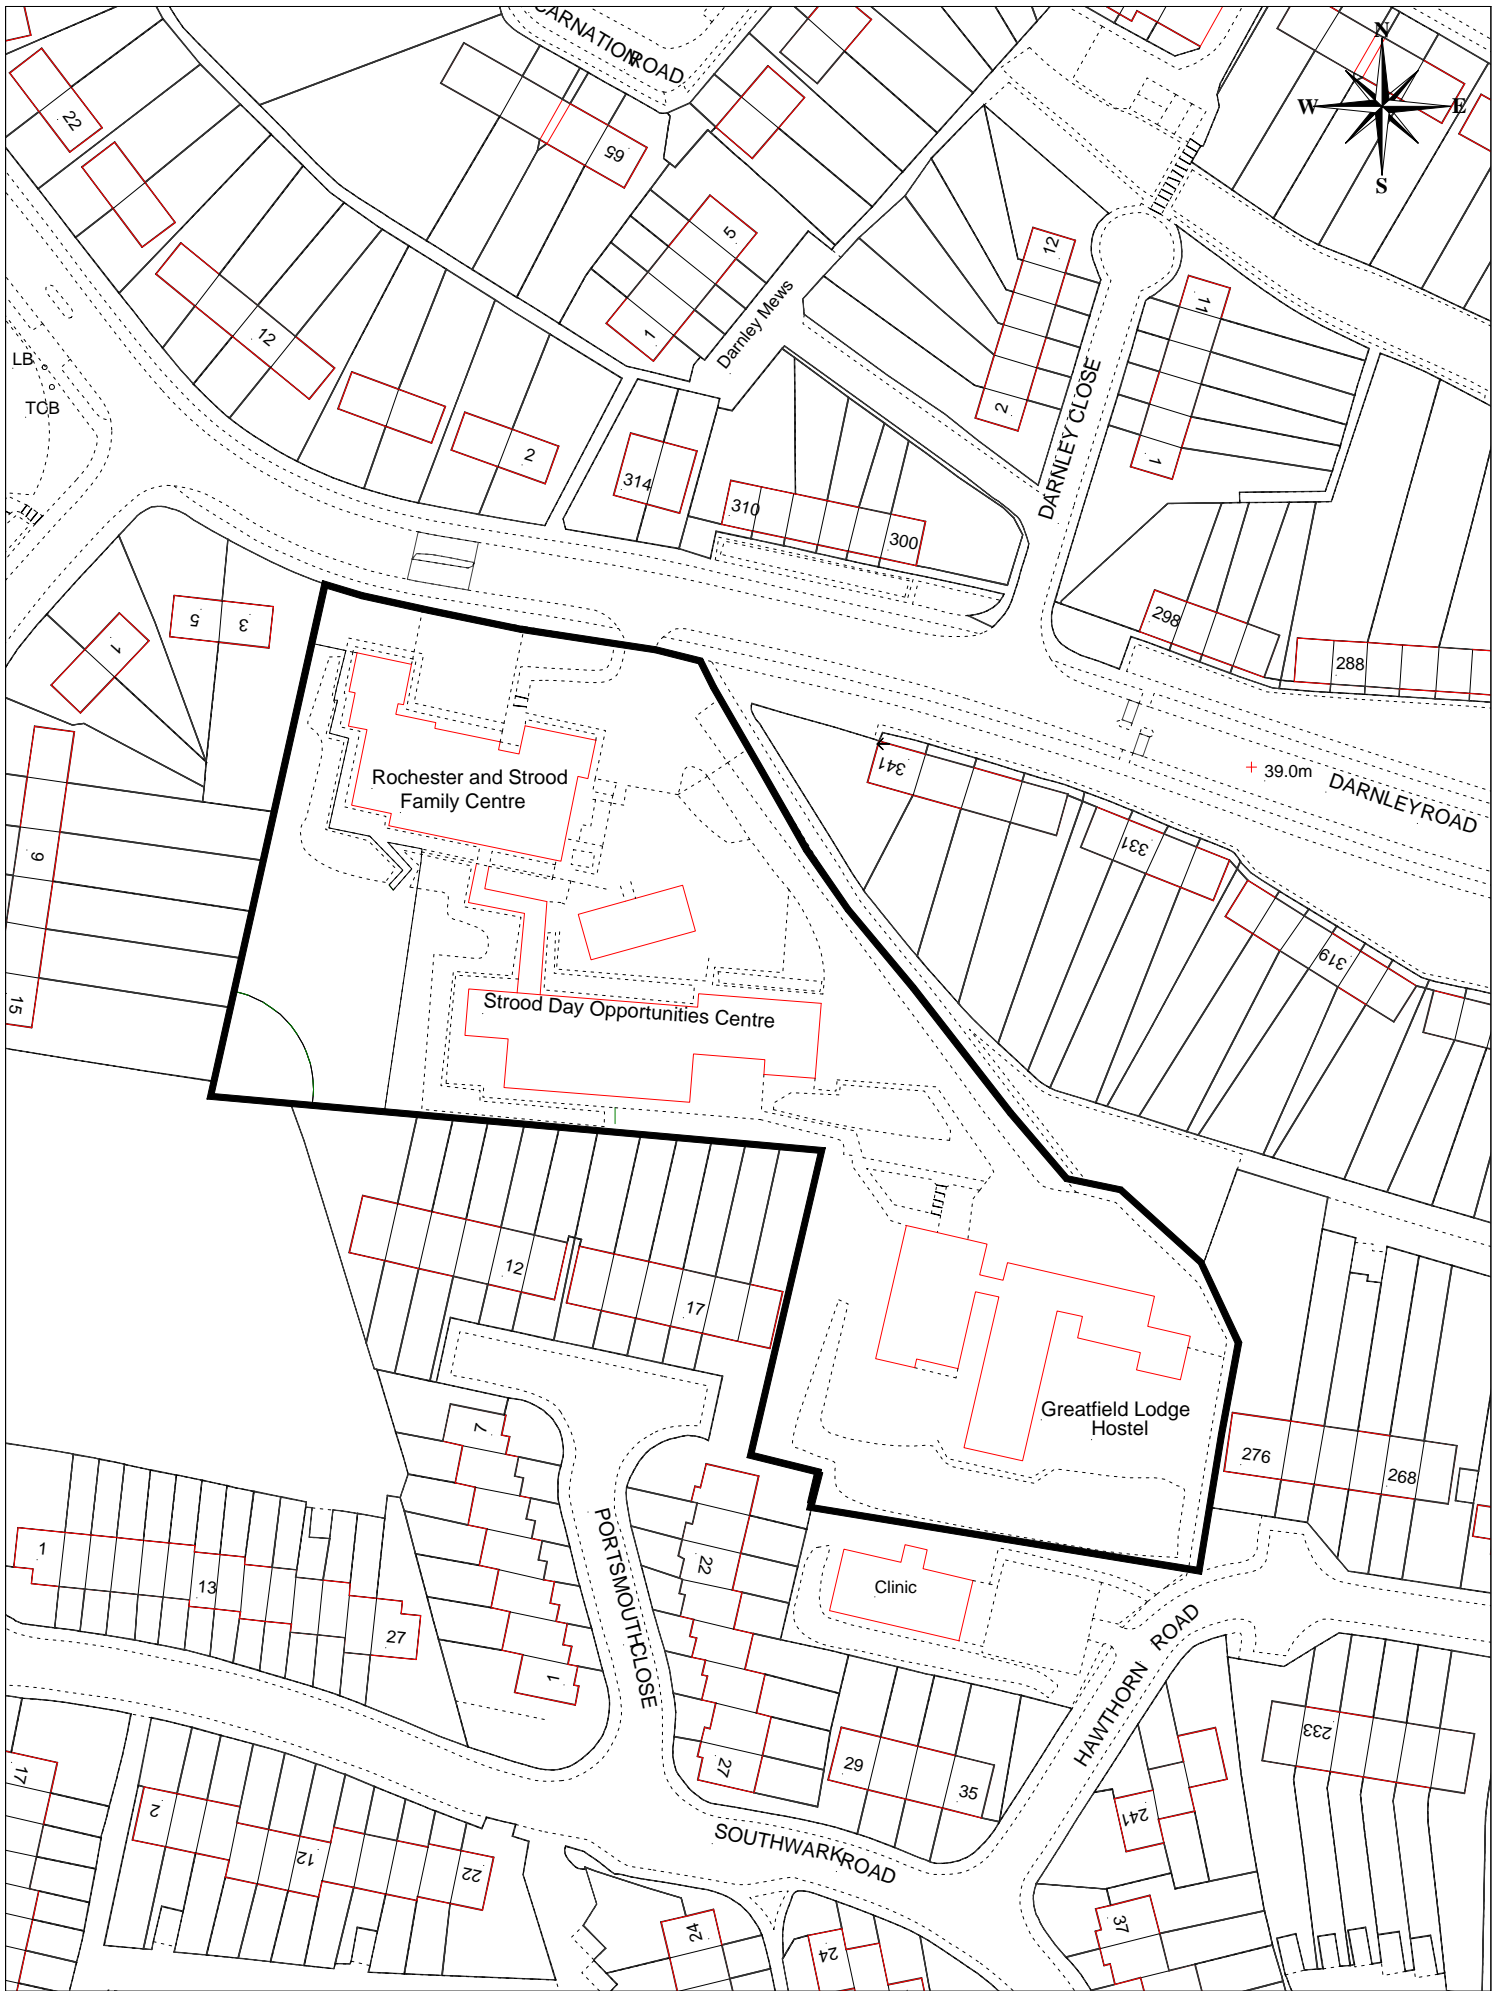 CARNATION ROAD
N
W
E
S
22
65
5
1
Darnley Mews
12
2
DARNLEY CLOSE
11
1
12
2
LB
TCB
314
310
300
298
288
5
3
1
341
331
319
39.0m
DARNLEY ROAD
Rochester and Strood
Family Centre
9
15
Strood Day Opportunities Centre
12
17
Greatfield Lodge
Hostel
276
268
7
1
PORTSMOUTH CLOSE
22
27
1
13
27
Clinic
HAWTHORN ROAD
29
35
SOUTHWARK ROAD
233
241
37
17
2
12
22
24
24